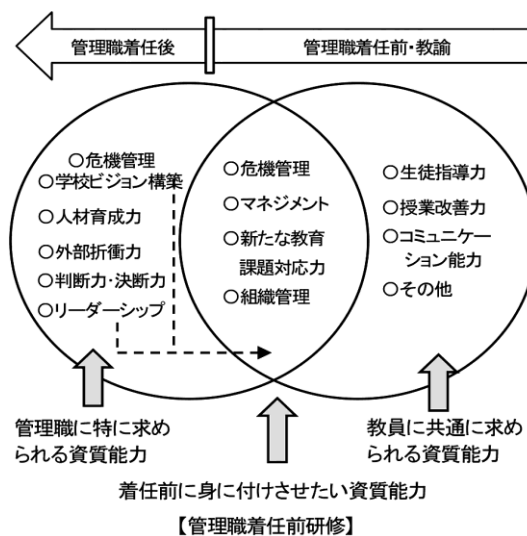 管理職着任後
管理職着任前・教諭
○危機管理
○学校ビジョン構築
○人材育成力
○外部折衝力
○判断力・決断力
○リーダーシップ
○危機管理
○マネジメント
○新たな教育
課題対応力
○組織管理
○生徒指導力
○授業改善力
○コミュニケー
ション能力
○その他
管理職に特に求め
られる資質能力
教員に共通に求め
られる資質能力
着任前に身に付けさせたい資質能力
【管理職着任前研修】